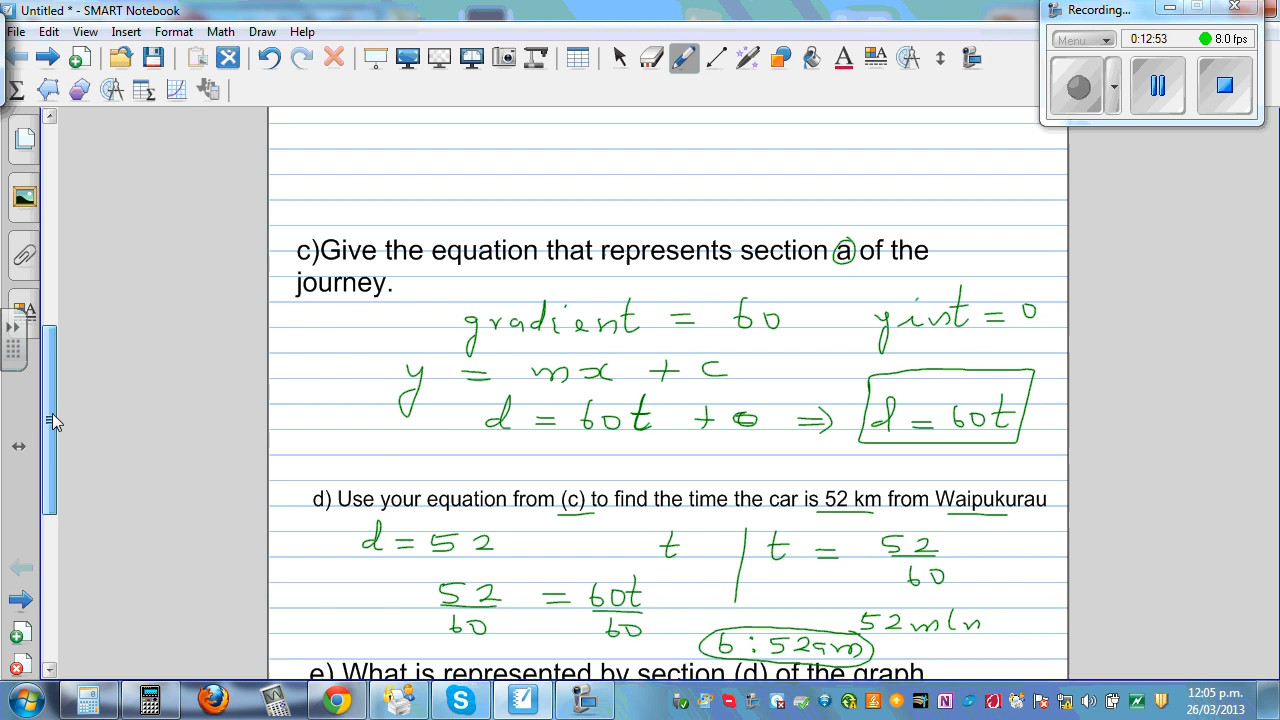 Untitled * - SMART Notebook
Recording...
File Edit View Insert Format Math Draw Help
Menu
0:12:53
8.0 fps
c)Give the equation that represents section a of the
journey.
gradient = 60 yint = 0
y = mx + c
d = 60t + 0 ⇒ d = 60t
d) Use your equation from (c) to find the time the car is 52 km from Waipukurau
d = 52 t t = 52/60
52/60 = 60t/60
52 min
6 : 52am
e) What is represented by section (d) of the graph
12:05 p.m.
26/03/2013